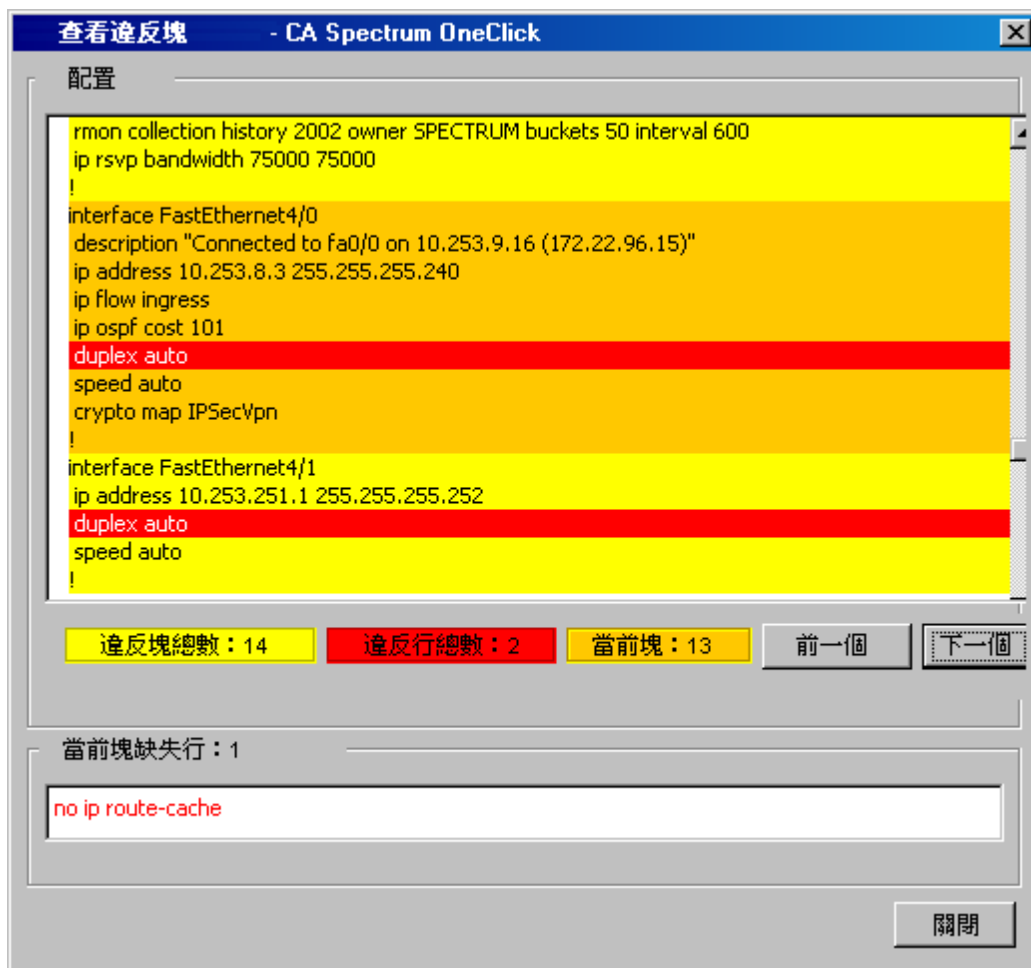 查看違反塊 - CA Spectrum OneClick
配置
rmon collection history 2002 owner SPECTRUM buckets 50 interval 600
ip rsvp bandwidth 75000 75000
!
interface FastEthernet4/0
description "Connected to fa0/0 on 10.253.9.16 (172.22.96.15)"
ip address 10.253.8.3 255.255.255.240
ip flow ingress
ip ospf cost 101
duplex auto
speed auto
crypto map IPSecVpn
!
interface FastEthernet4/1
ip address 10.253.251.1 255.255.255.252
duplex auto
speed auto
!
違反塊總數：14 違反行總數：2 當前塊：13 前一個 下一個
當前塊缺失行：1
no ip route-cache
關閉